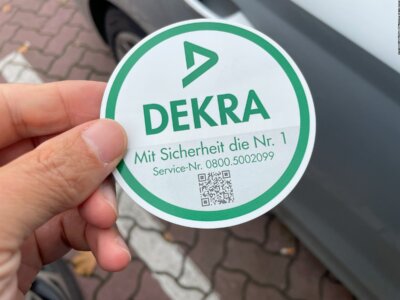 DEKRA
Mit Sicherheit die Nr. 1
Service-Nr. 0800.5002099